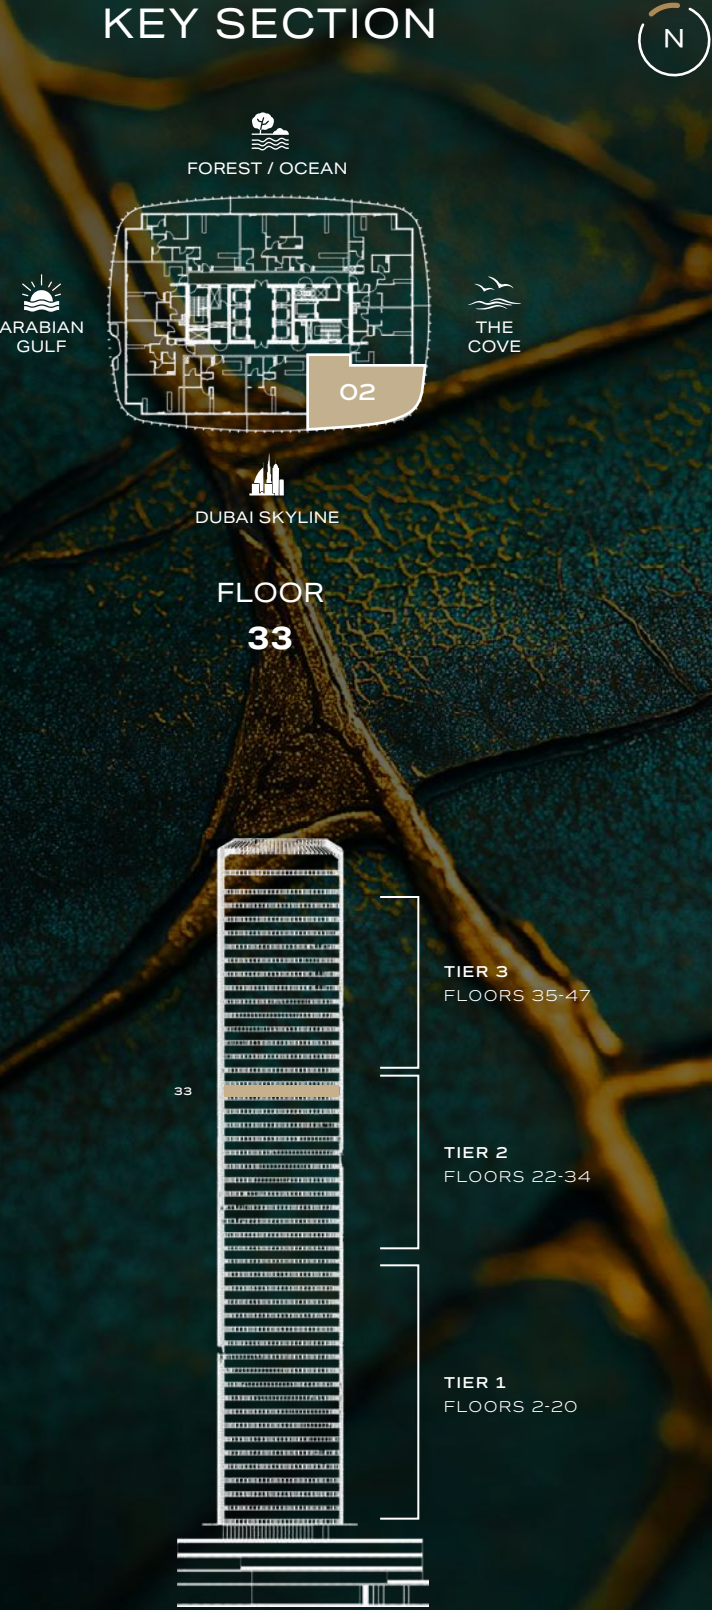 KEY SECTION
N
FOREST / OCEAN
ARABIAN
GULF
THE
COVE
02
DUBAI SKYLINE
FLOOR
33
TIER 3
FLOORS 35-47
33
TIER 2
FLOORS 22-34
TIER 1
FLOORS 2-20